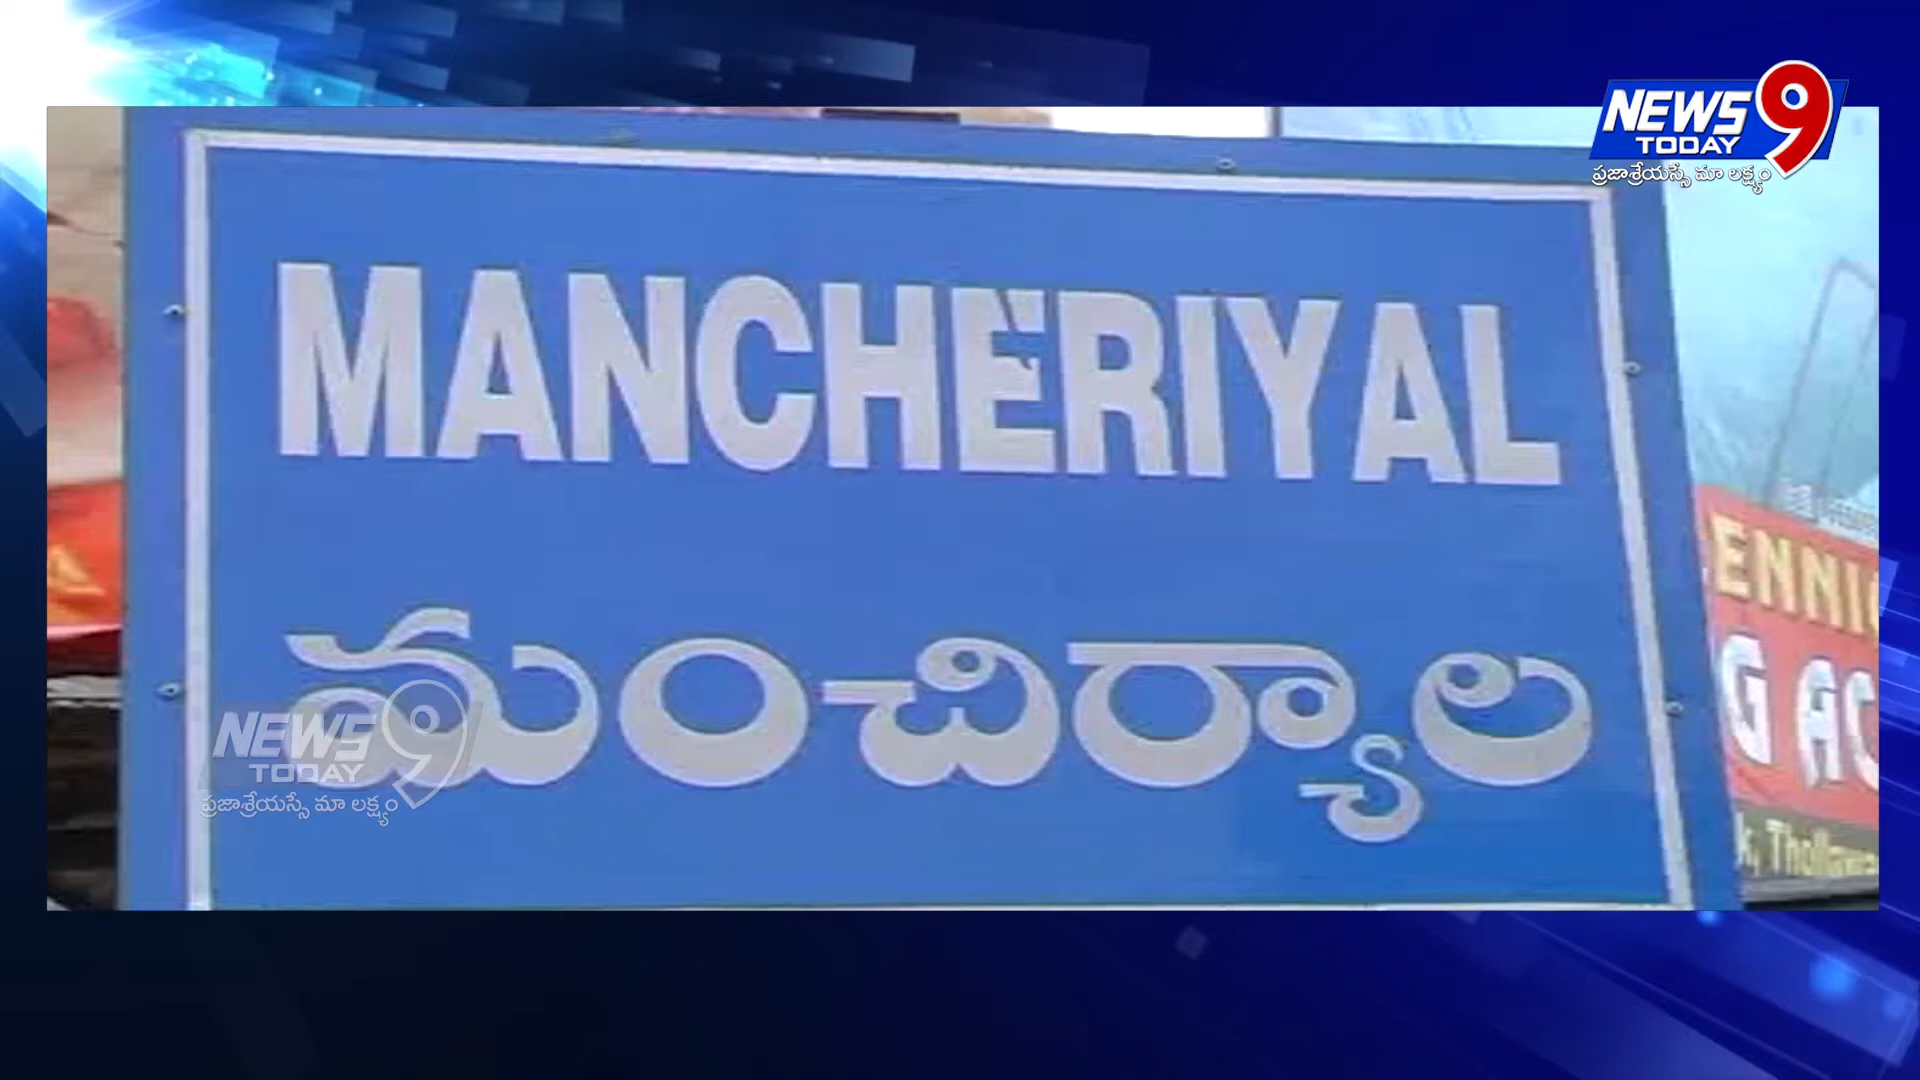 NEWS 9
TODAY
ప్రజాశ్రేయస్సే మా లక్ష్యం
MANCHERIYAL
మంచిర్యాల
NEWS 9
TODAY
ప్రజాశ్రేయస్సే మా లక్ష్యం